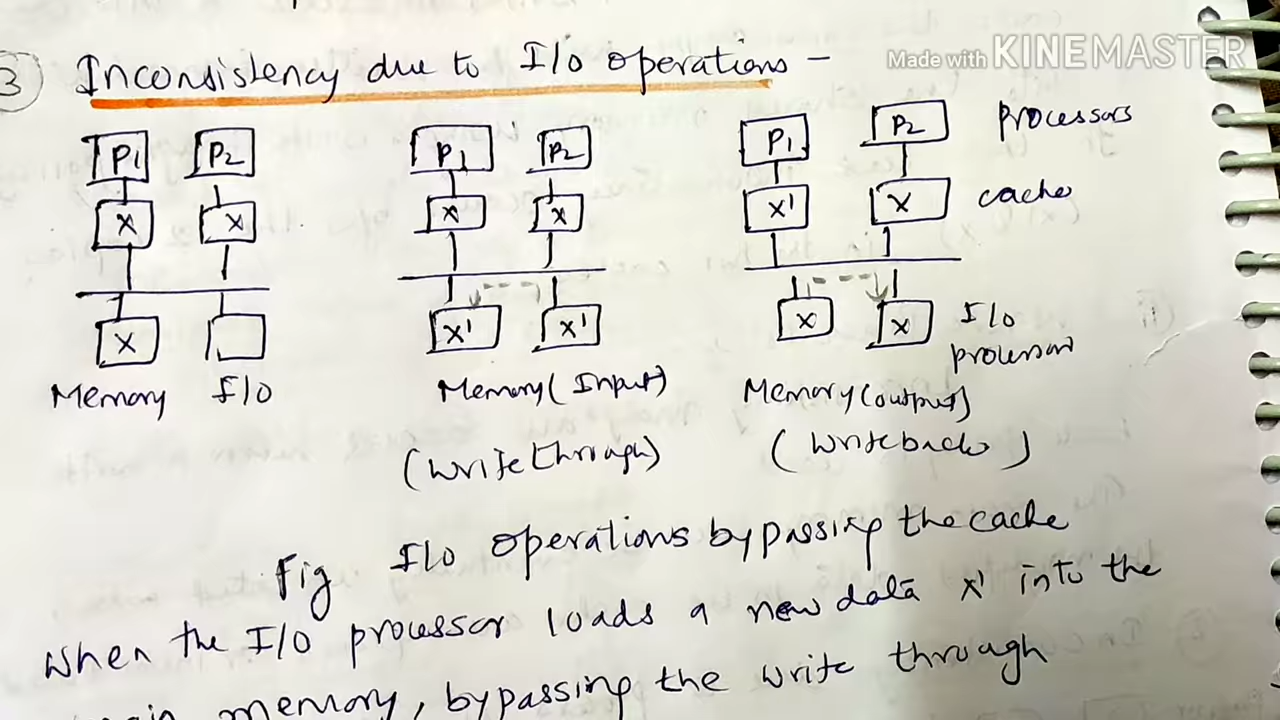 Made with KINEMASTER
3 Inconsistency due to I/o operations -
P1 P2 P1 P2 P1 P2 processors
X X X X X' X cache
X X' X' X X I/o
processor
Memory I/o Memory (Input) Memory (output)
(write through) (write back)
Fig I/o operations bypassing the cache
when the I/o processor loads a new data X' into the
main memory, bypassing the write through